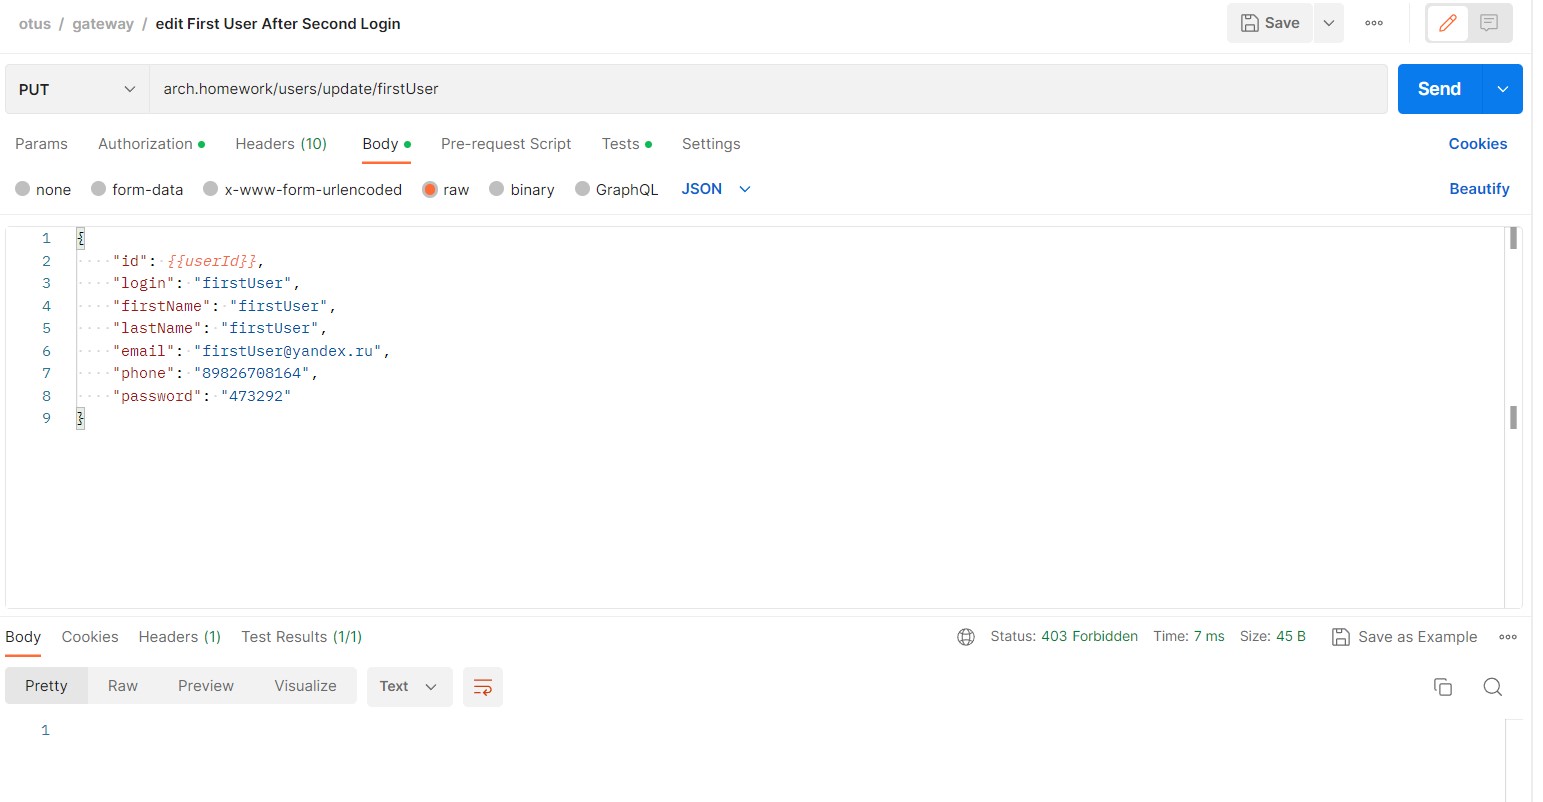 otus / gateway / edit First User After Second Login
Save
PUT
arch.homework/users/update/firstUser
Send
Params Authorization Headers (10) Body Pre-request Script Tests Settings Cookies
none form-data x-www-form-urlencoded raw binary GraphQL JSON Beautify
1 {
2 "id": {{userId}},
3 "login": "firstUser",
4 "firstName": "firstUser",
5 "lastName": "firstUser",
6 "email": "firstUser@yandex.ru",
7 "phone": "89826708164",
8 "password": "473292"
9 }
Body Cookies Headers (1) Test Results (1/1) Status: 403 Forbidden Time: 7 ms Size: 45 B Save as Example
Pretty Raw Preview Visualize Text
1